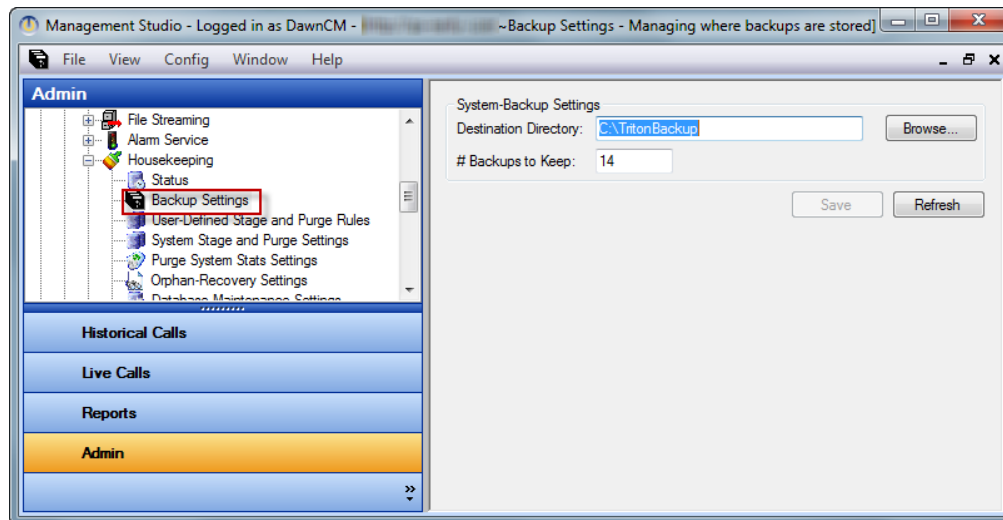 Management Studio - Logged in as DawnCM - ~Backup Settings - Managing where backups are stored]
File View Config Window Help
Admin
File Streaming
Alarm Service
Housekeeping
Status
Backup Settings
User-Defined Stage and Purge Rules
System Stage and Purge Settings
Purge System Stats Settings
Orphan-Recovery Settings
Database Maintenance Settings
Historical Calls
Live Calls
Reports
Admin
System-Backup Settings
Destination Directory: C:\TritonBackup Browse...
# Backups to Keep: 14
Save Refresh